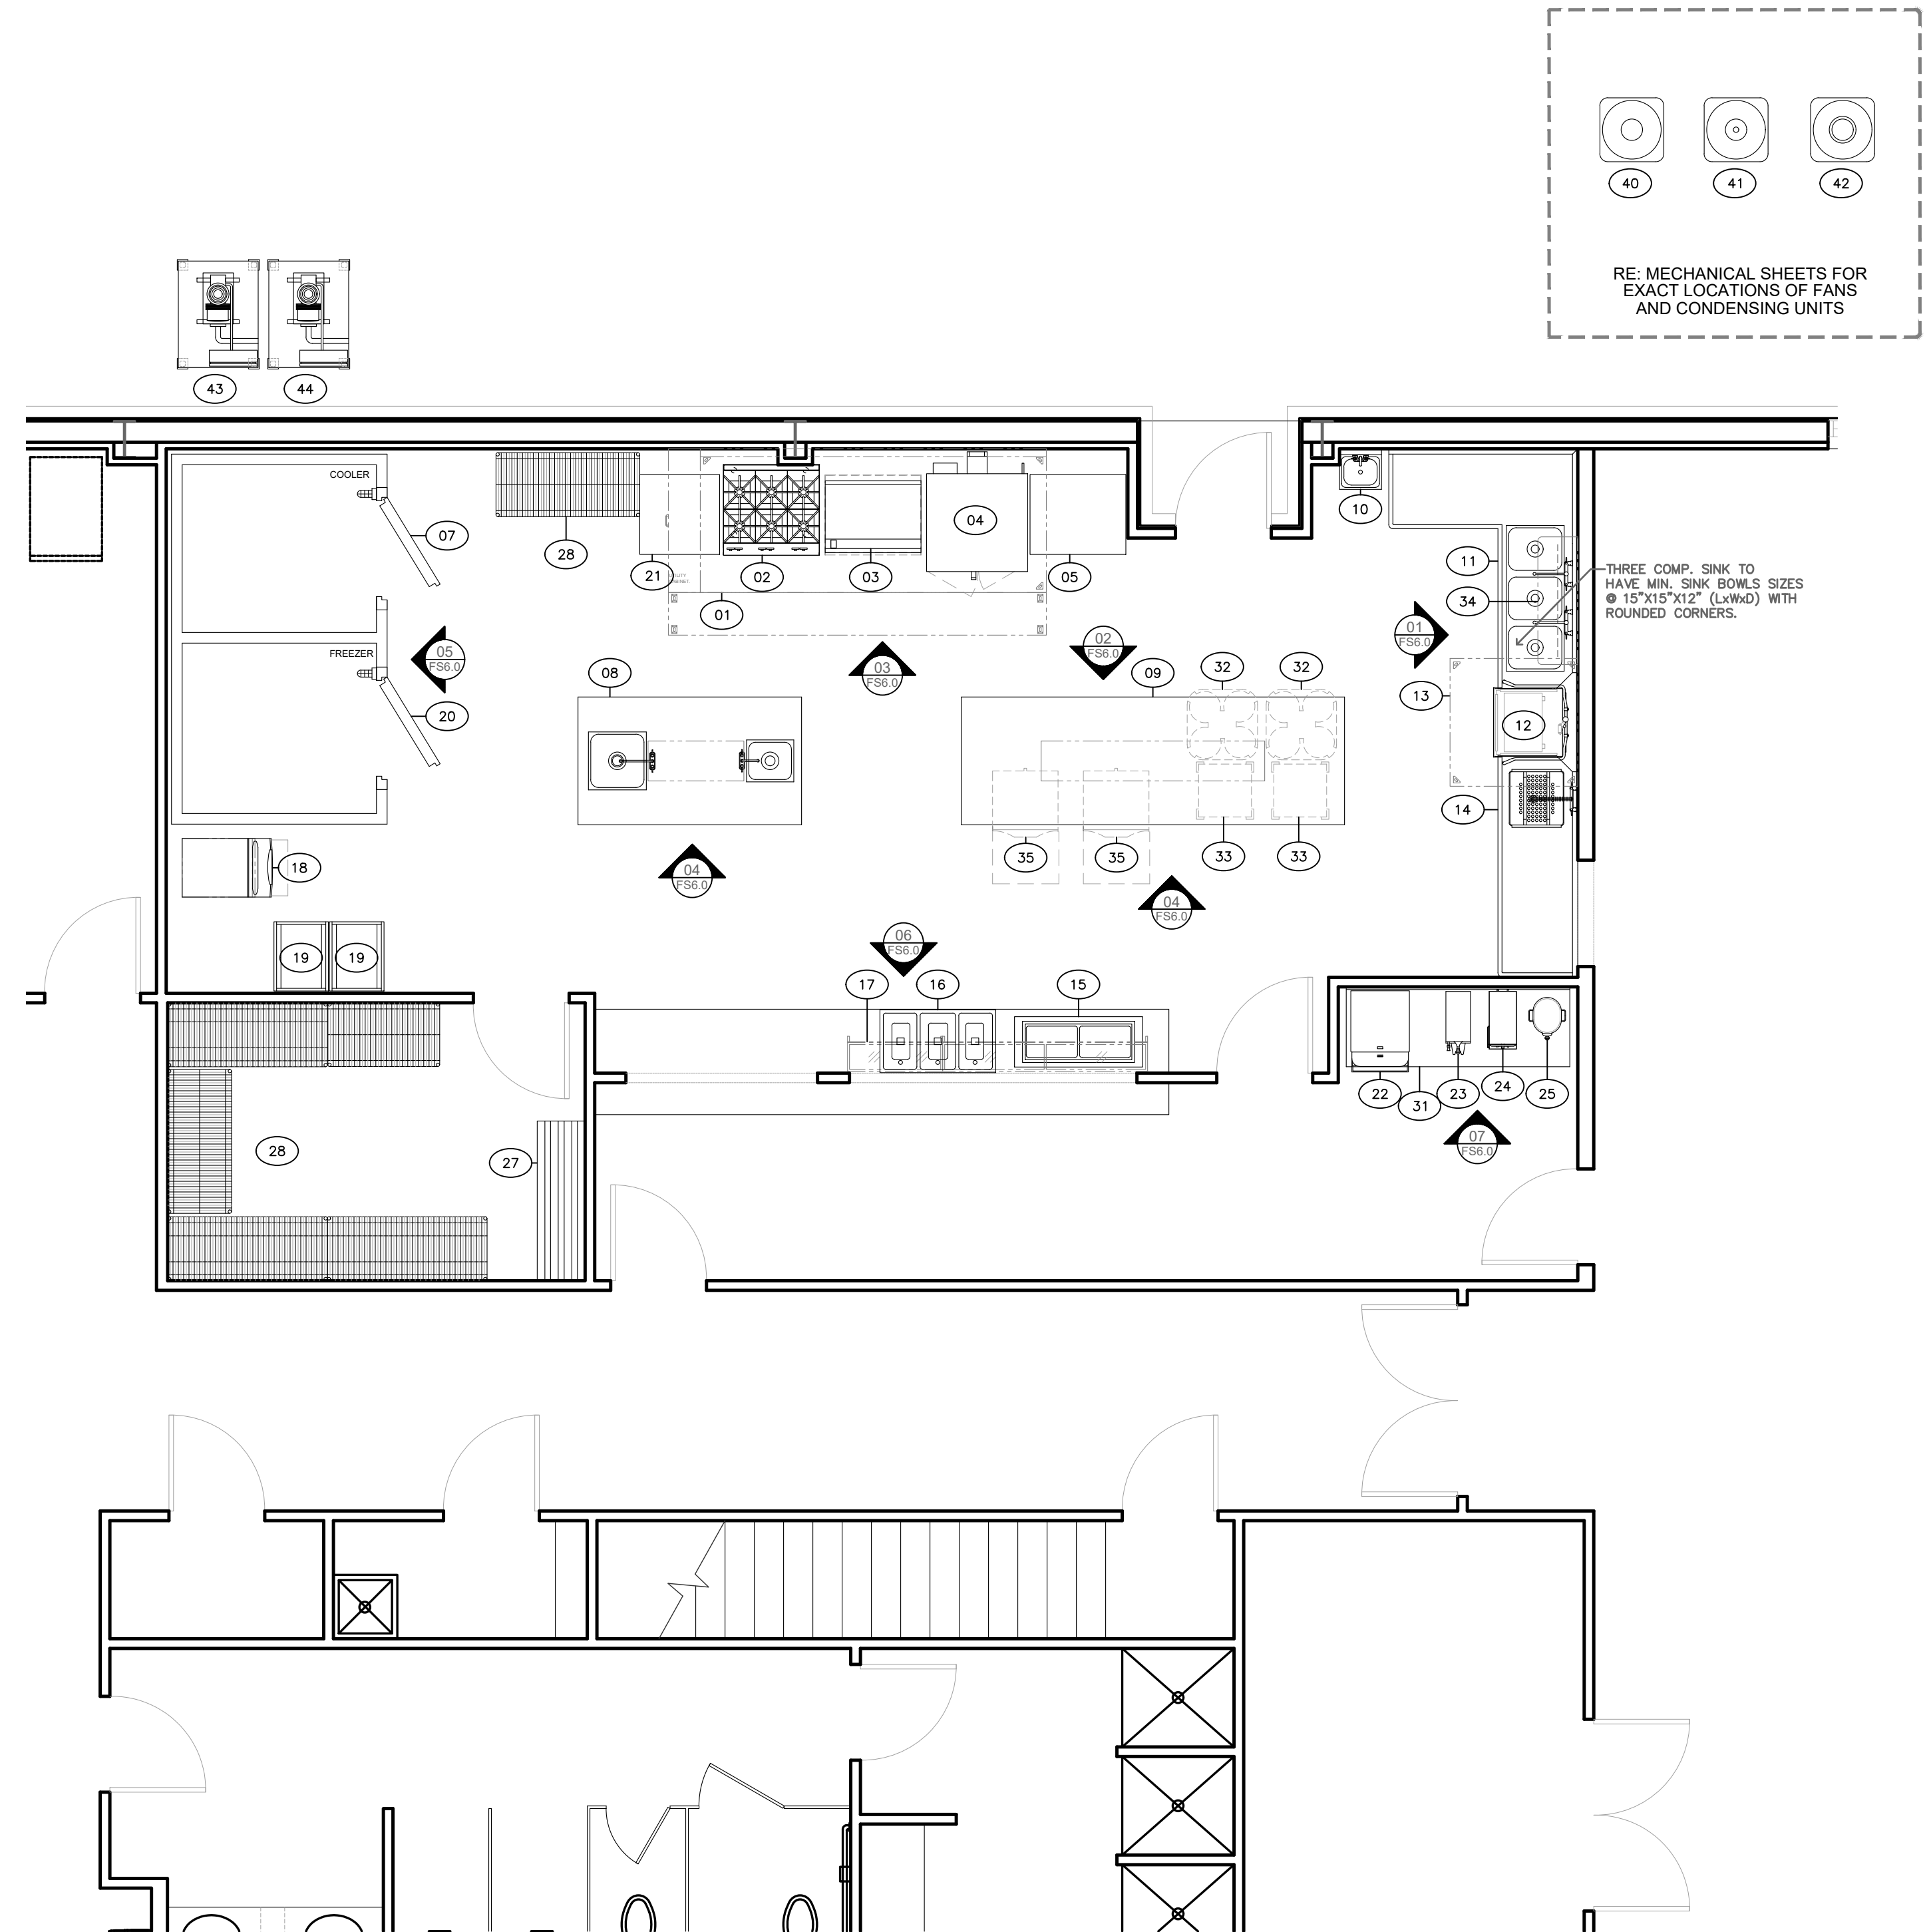 40
41
42
RE: MECHANICAL SHEETS FOR
EXACT LOCATIONS OF FANS
AND CONDENSING UNITS
43
44
COOLER
07
28
21
02
03
04
05
01
10
11
34
THREE COMP. SINK TO
HAVE MIN. SINK BOWLS SIZES
@ 15"X15"X12" (LxWxD) WITH
ROUNDED CORNERS.
FREEZER
05
FS6.0
20
03
FS6.0
02
FS6.0
01
FS6.0
08
09
32
32
13
12
14
18
04
FS6.0
35
35
33
33
04
FS6.0
19
19
06
FS6.0
17
16
15
22
31
23
24
25
07
FS6.0
28
27